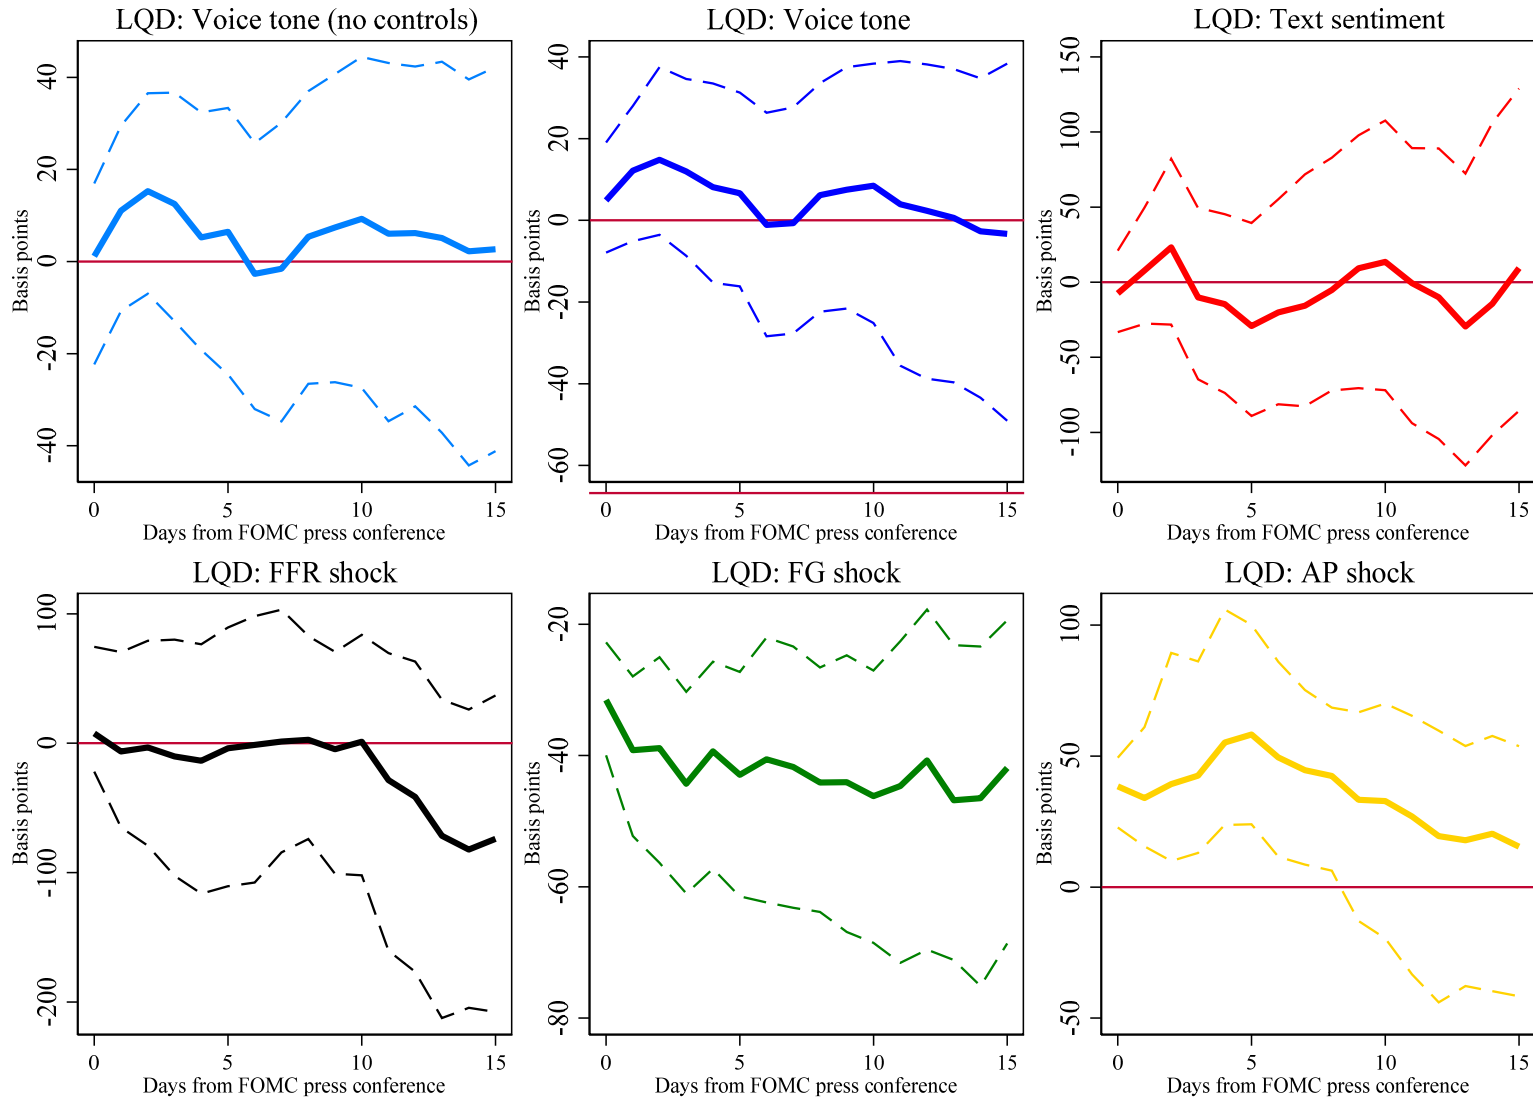 LQD: Voice tone (no controls)
Basis points
40
20
0
-20
-40
0 5 10 15
Days from FOMC press conference
LQD: Voice tone
Basis points
40
20
0
-20
-40
-60
0 5 10 15
Days from FOMC press conference
LQD: Text sentiment
Basis points
150
100
50
0
-50
-100
0 5 10 15
Days from FOMC press conference
LQD: FFR shock
Basis points
100
0
-100
-200
0 5 10 15
Days from FOMC press conference
LQD: FG shock
Basis points
-20
-40
-60
-80
0 5 10 15
Days from FOMC press conference
LQD: AP shock
Basis points
100
50
0
-50
0 5 10 15
Days from FOMC press conference